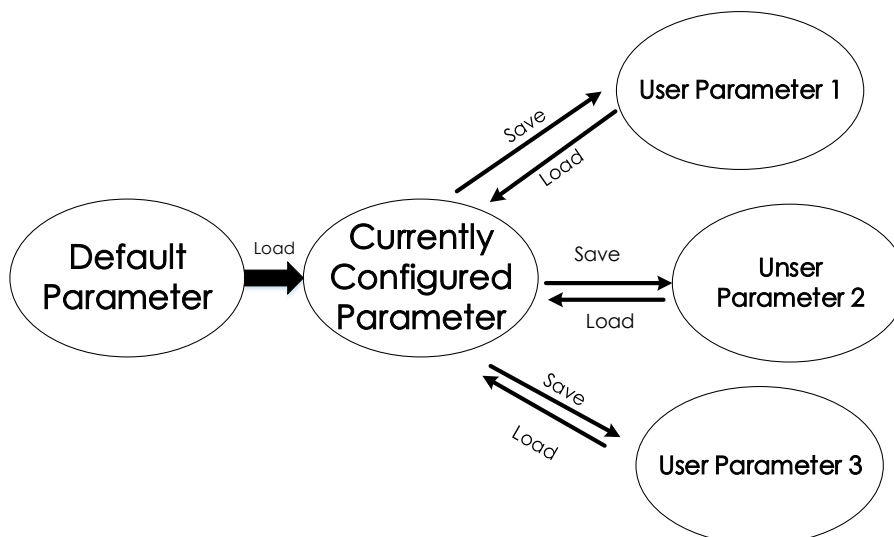 Default
Parameter
Load
Currently
Configured
Parameter
Save
Load
User Parameter 1
Save
Load
Unser
Parameter 2
Save
Load
User Parameter 3